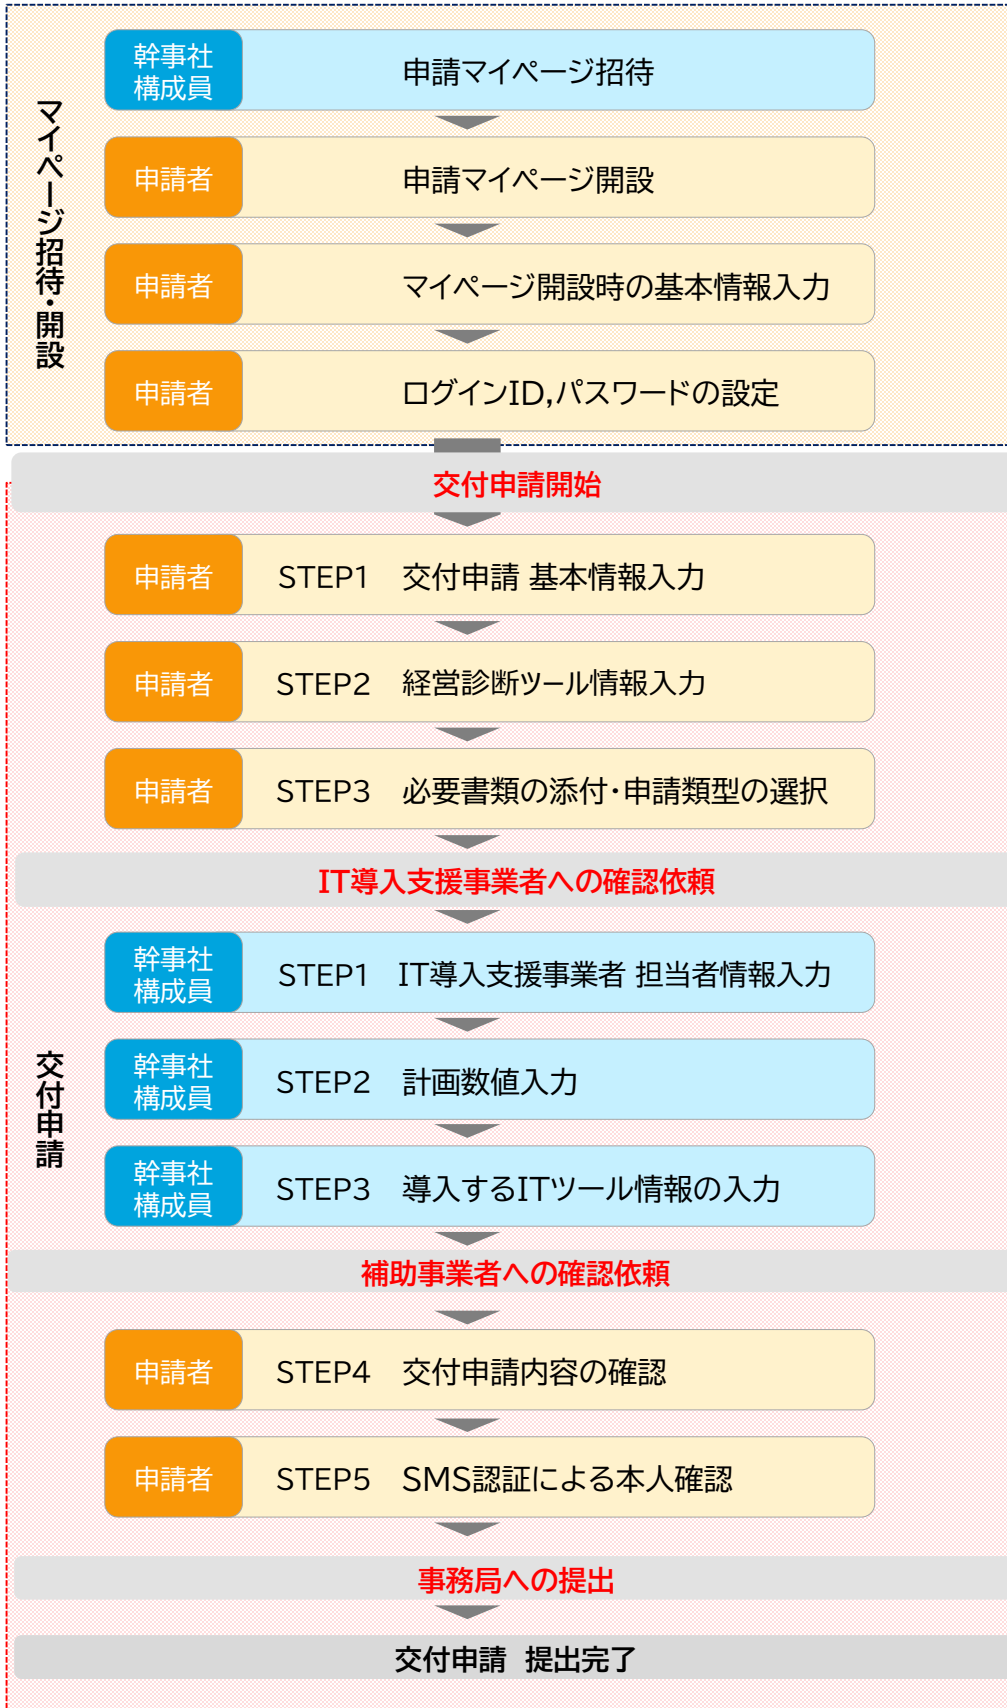 マイページ招待・開設
幹事社
構成員
申請マイページ招待
申請者
申請マイページ開設
申請者
マイページ開設時の基本情報入力
申請者
ログインID,パスワードの設定
交付申請開始
交付申請
申請者
STEP1 交付申請 基本情報入力
申請者
STEP2 経営診断ツール情報入力
申請者
STEP3 必要書類の添付・申請類型の選択
IT導入支援事業者への確認依頼
幹事社
構成員
STEP1 IT導入支援事業者 担当者情報入力
幹事社
構成員
STEP2 計画数値入力
幹事社
構成員
STEP3 導入するITツール情報の入力
補助事業者への確認依頼
申請者
STEP4 交付申請内容の確認
申請者
STEP5 SMS認証による本人確認
事務局への提出
交付申請 提出完了